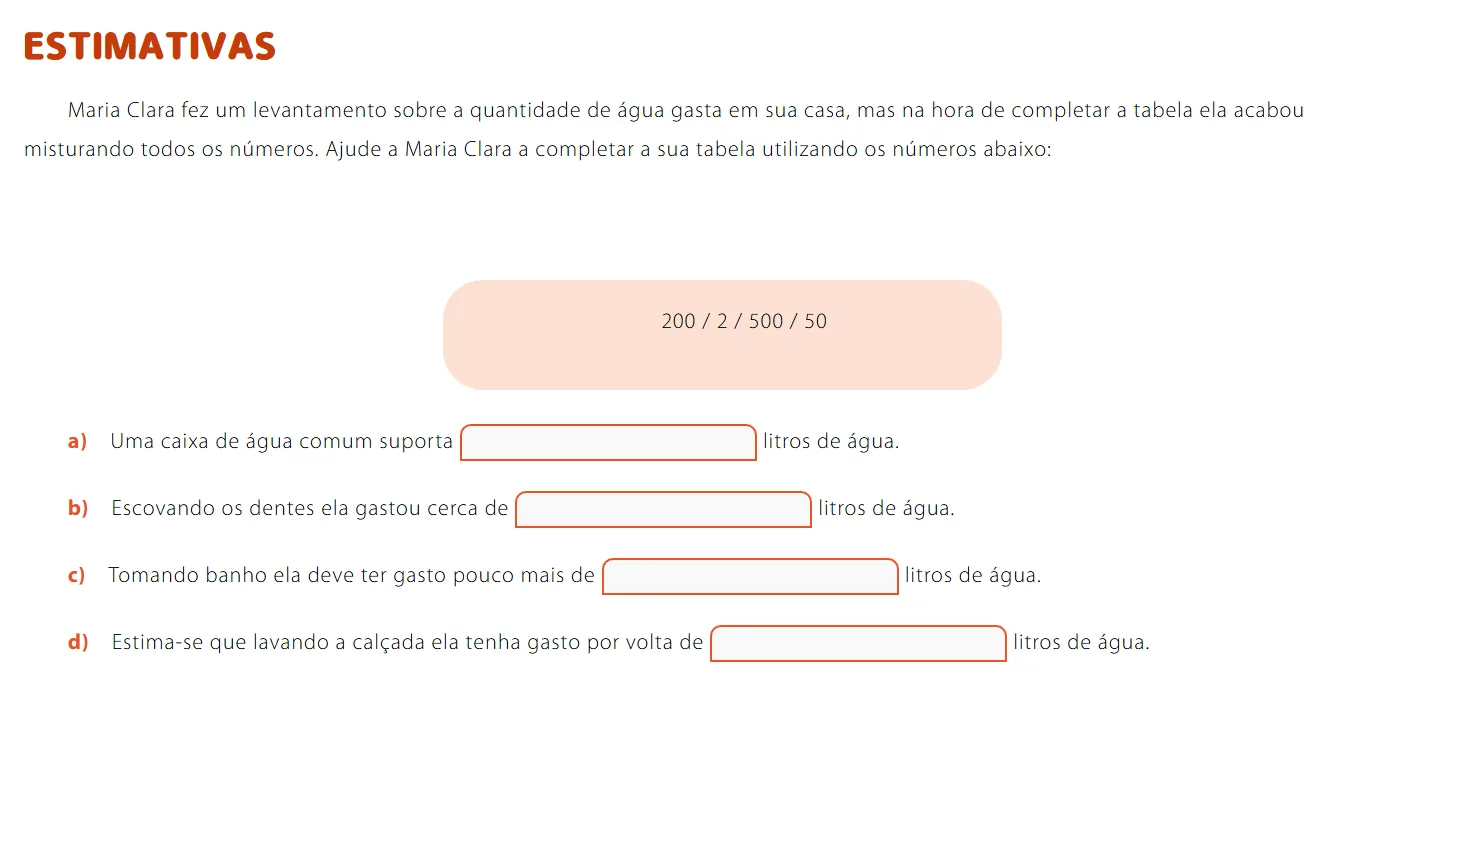 ESTIMATIVAS
Maria Clara fez um levantamento sobre a quantidade de água gasta em sua casa, mas na hora de completar a tabela ela acabou
misturando todos os números. Ajude a Maria Clara a completar a sua tabela utilizando os números abaixo:
200 / 2 / 500 / 50
a) Uma caixa de água comum suporta litros de água.
b) Escovando os dentes ela gastou cerca de litros de água.
c) Tomando banho ela deve ter gasto pouco mais de litros de água.
d) Estima-se que lavando a calçada ela tenha gasto por volta de litros de água.